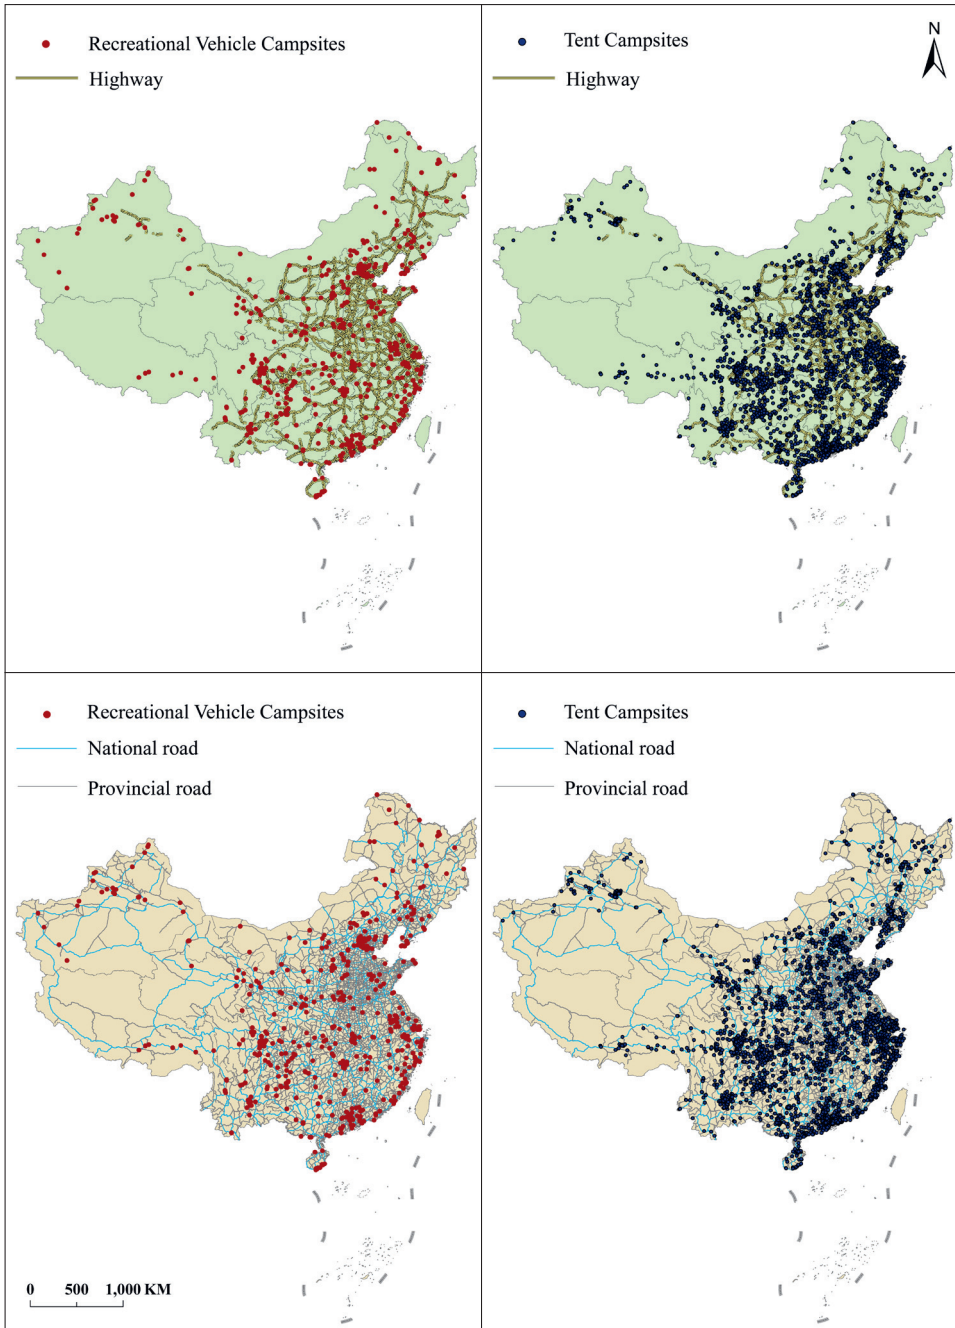 Recreational Vehicle Campsites
Highway
Tent Campsites
Highway
N
Recreational Vehicle Campsites
National road
Provincial road
Tent Campsites
National road
Provincial road
0 500 1,000 KM